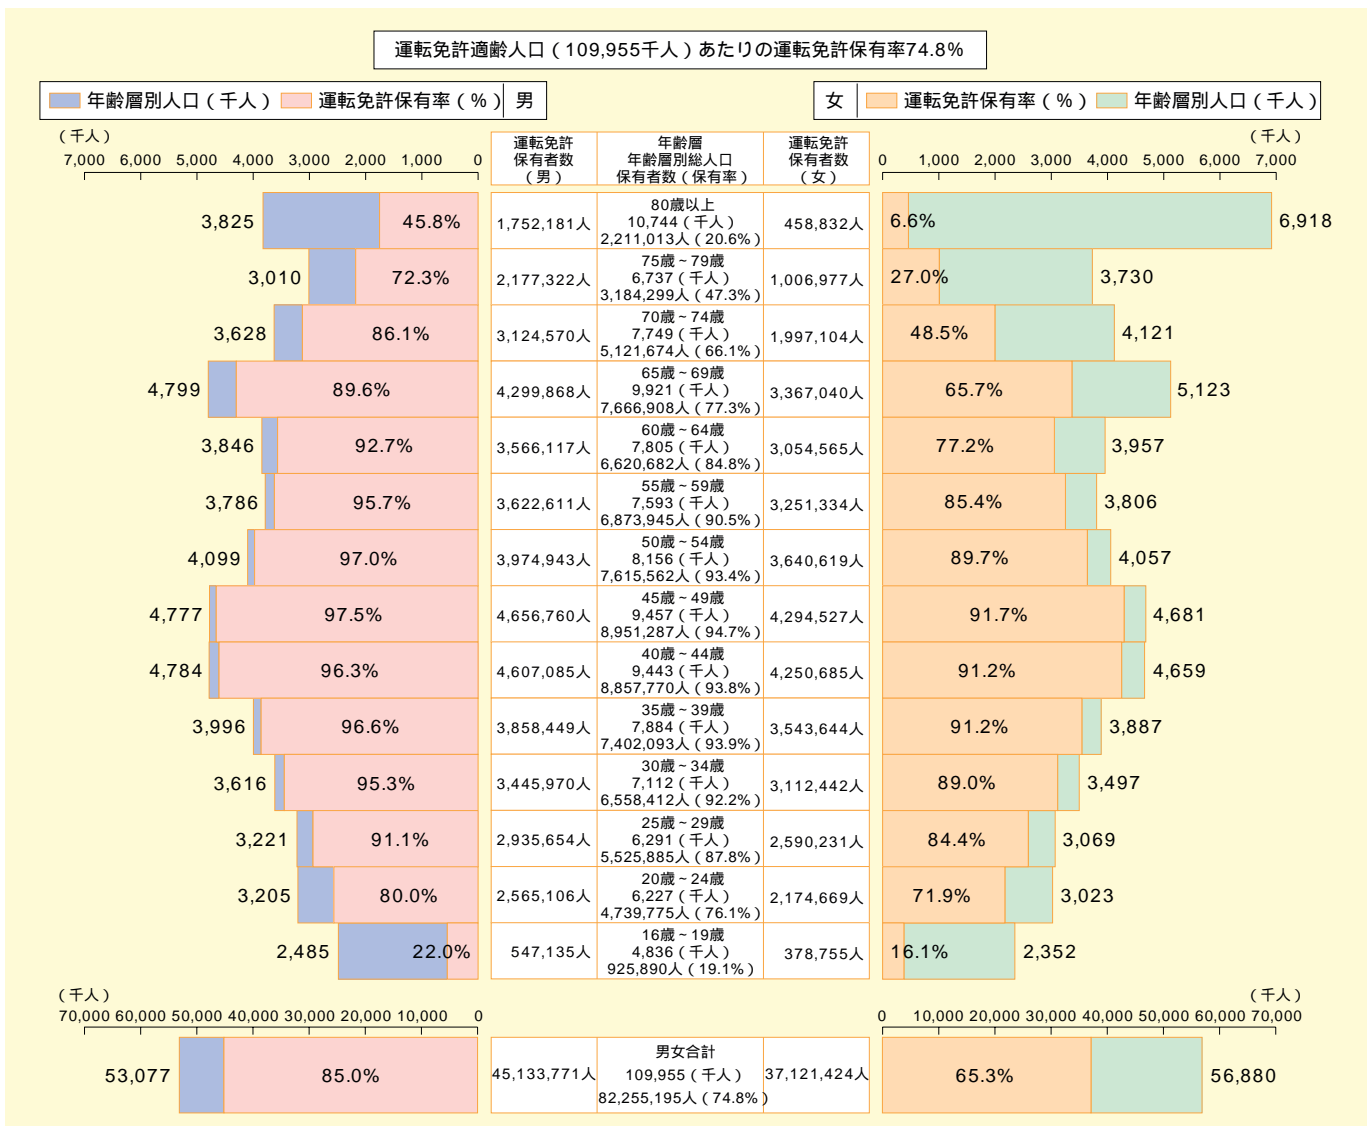 運転免許適齢人口（109,955千人）あたりの運転免許保有率74.8%
年齢層別人口（千人） 運転免許保有率（%） 男
女 運転免許保有率（%） 年齢層別人口（千人）
（千人）
7,000 6,000 5,000 4,000 3,000 2,000 1,000 0
運転免許
保有者数
（男）
年齢層
年齢層別総人口
保有者数（保有率）
運転免許
保有者数
（女）
（千人）
0 1,000 2,000 3,000 4,000 5,000 6,000 7,000
3,825 45.8% 1,752,181人
80歳以上
10,744（千人）
2,211,013人（20.6%）
458,832人 6.6% 6,918
3,010 72.3% 2,177,322人
75歳～79歳
6,737（千人）
3,184,299人（47.3%）
1,006,977人 27.0% 3,730
3,628 86.1% 3,124,570人
70歳～74歳
7,749（千人）
5,121,674人（66.1%）
1,997,104人 48.5% 4,121
4,799 89.6% 4,299,868人
65歳～69歳
9,921（千人）
7,666,908人（77.3%）
3,367,040人 65.7% 5,123
3,846 92.7% 3,566,117人
60歳～64歳
7,805（千人）
6,620,682人（84.8%）
3,054,565人 77.2% 3,957
3,786 95.7% 3,622,611人
55歳～59歳
7,593（千人）
6,873,945人（90.5%）
3,251,334人 85.4% 3,806
4,099 97.0% 3,974,943人
50歳～54歳
8,156（千人）
7,615,562人（93.4%）
3,640,619人 89.7% 4,057
4,777 97.5% 4,656,760人
45歳～49歳
9,457（千人）
8,951,287人（94.7%）
4,294,527人 91.7% 4,681
4,784 96.3% 4,607,085人
40歳～44歳
9,443（千人）
8,857,770人（93.8%）
4,250,685人 91.2% 4,659
3,996 96.6% 3,858,449人
35歳～39歳
7,884（千人）
7,402,093人（93.9%）
3,543,644人 91.2% 3,887
3,616 95.3% 3,445,970人
30歳～34歳
7,112（千人）
6,558,412人（92.2%）
3,112,442人 89.0% 3,497
3,221 91.1% 2,935,654人
25歳～29歳
6,291（千人）
5,525,885人（87.8%）
2,590,231人 84.4% 3,069
3,205 80.0% 2,565,106人
20歳～24歳
6,227（千人）
4,739,775人（76.1%）
2,174,669人 71.9% 3,023
2,485 22.0% 547,135人
16歳～19歳
4,836（千人）
925,890人（19.1%）
378,755人 16.1% 2,352
（千人）
70,000 60,000 50,000 40,000 30,000 20,000 10,000 0
（千人）
0 10,000 20,000 30,000 40,000 50,000 60,000 70,000
53,077 85.0% 45,133,771人
男女合計
109,955（千人）
82,255,195人（74.8%）
37,121,424人 65.3% 56,880